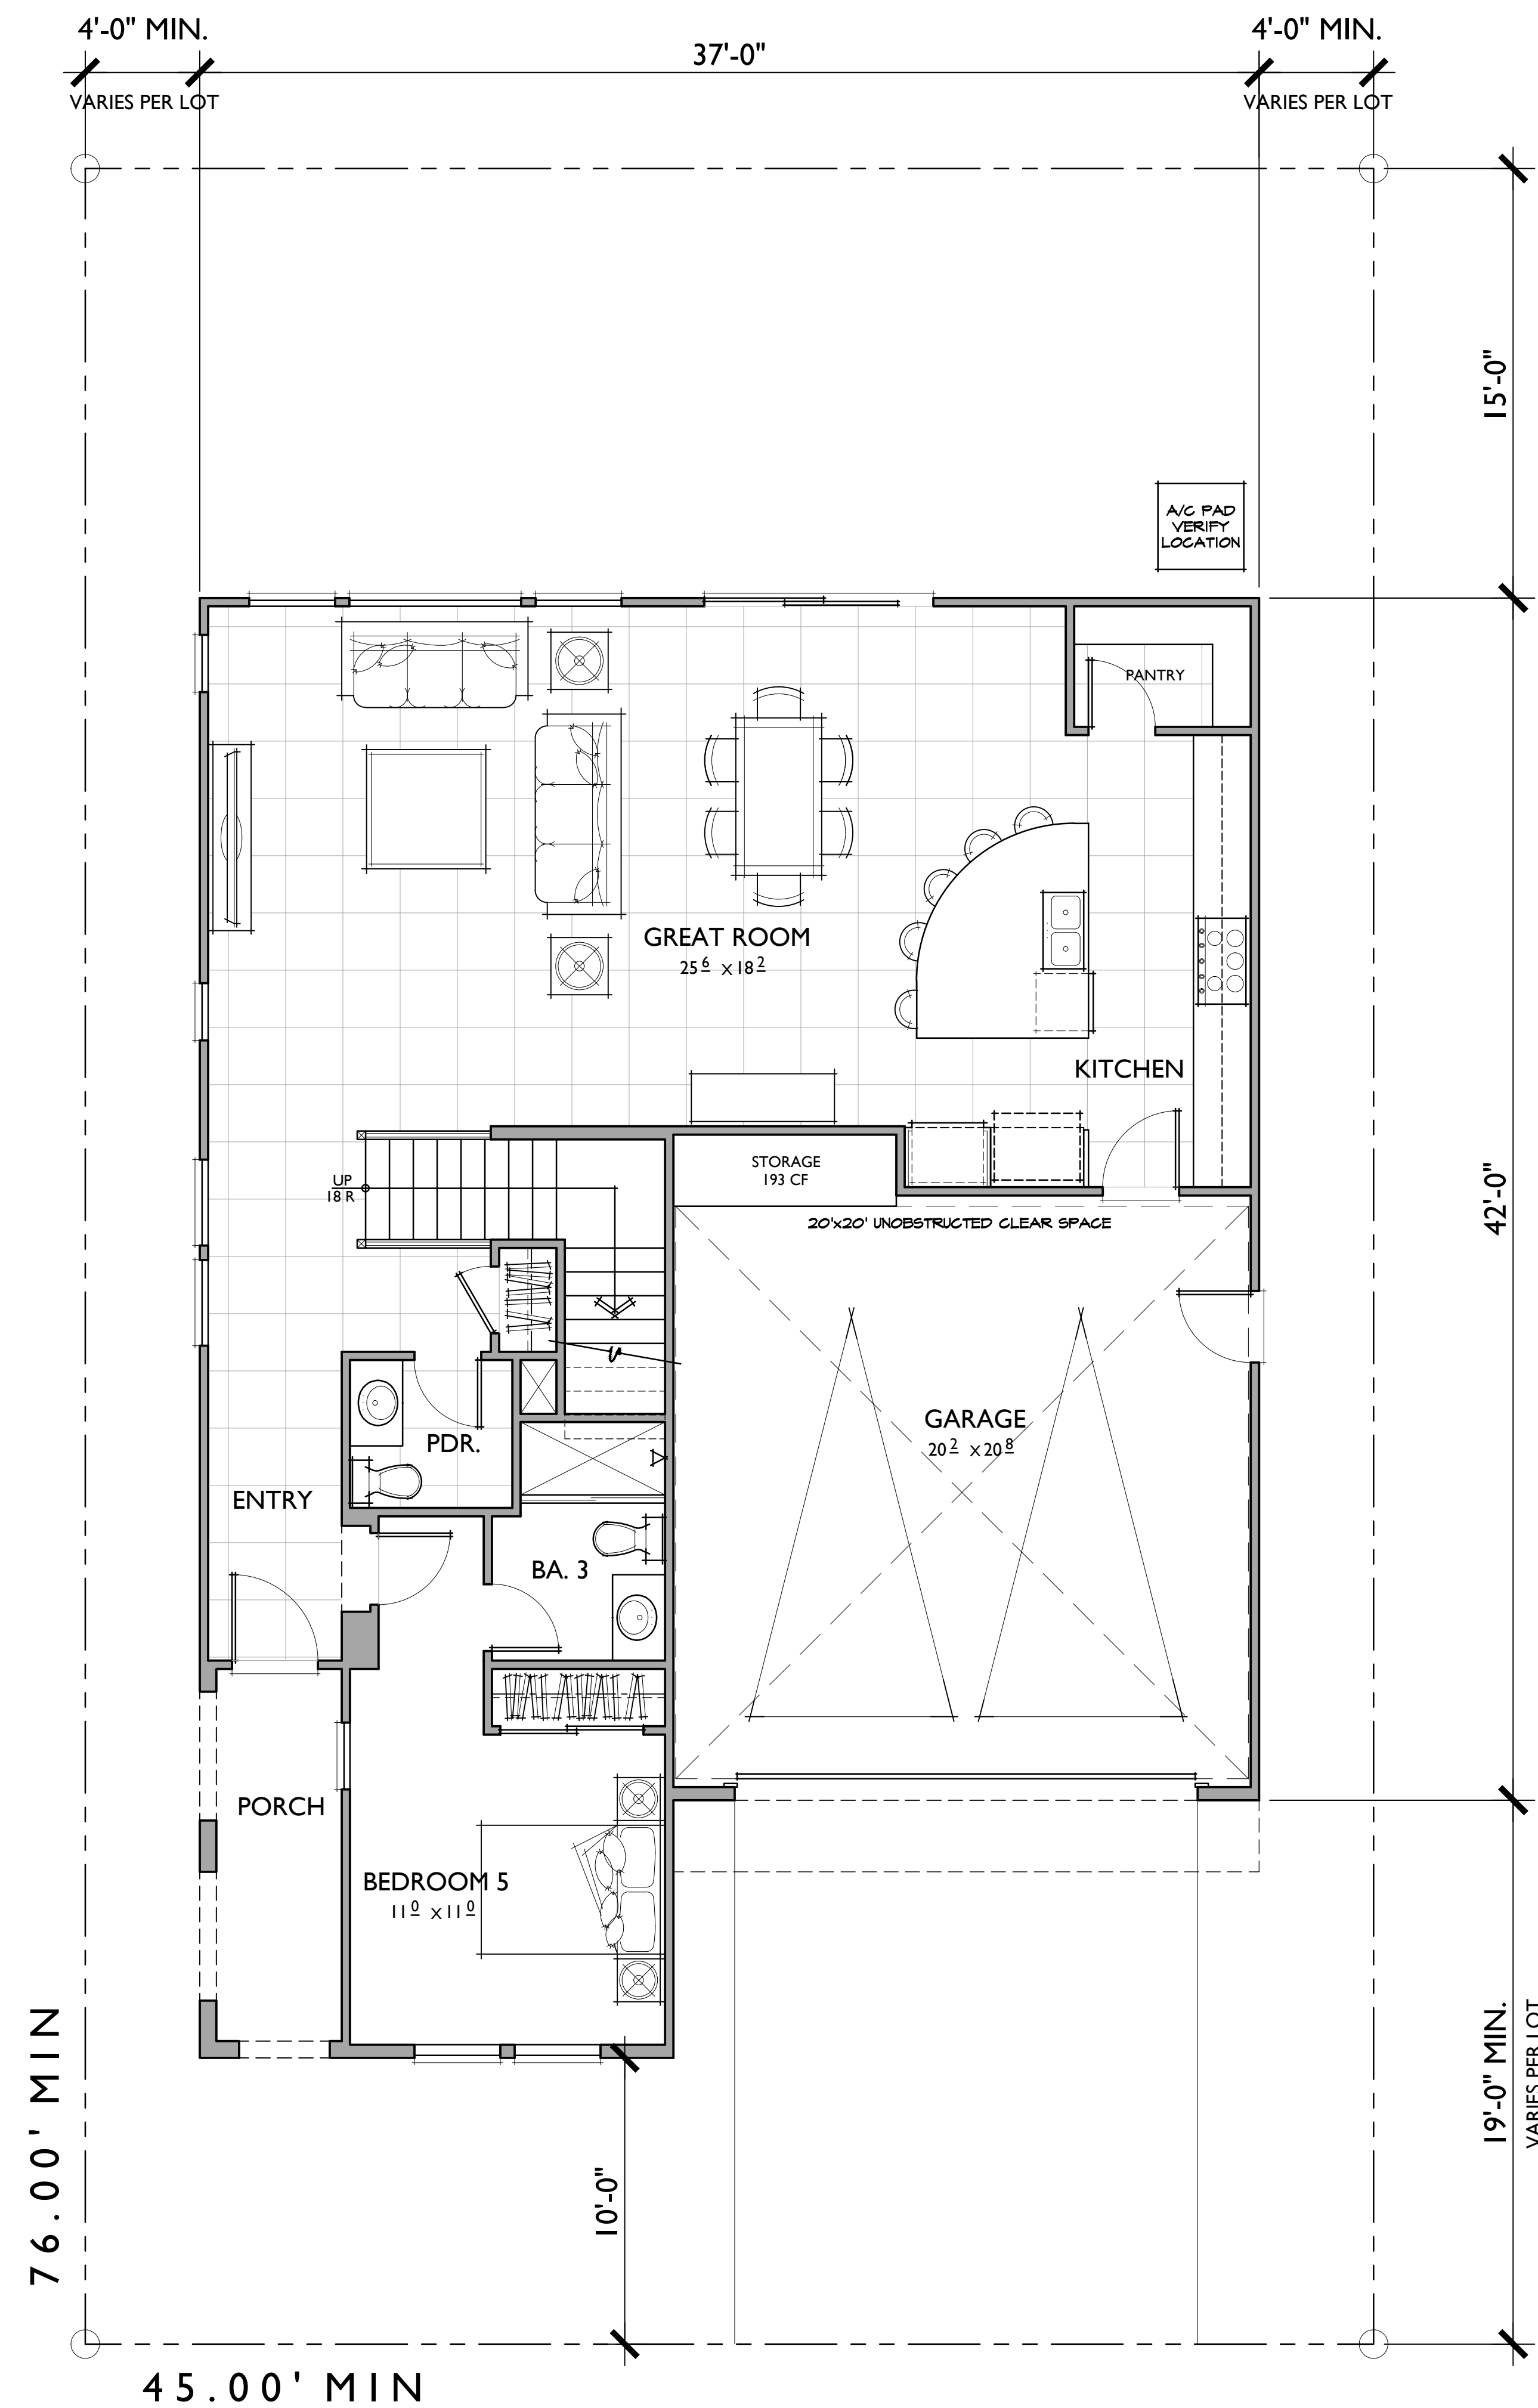 4'-0" MIN.
37'-0"
4'-0" MIN.
VARIES PER LOT
VARIES PER LOT
15'-0"
A/C PAD
VERIFY
LOCATION
PANTRY
GREAT ROOM
25 6 x 18 2
KITCHEN
STORAGE
193 CF
UP
18 R
42'-0"
20'x20' UNOBSTRUCTED CLEAR SPACE
GARAGE
20 2 x 20 8
PDR.
ENTRY
BA. 3
PORCH
BEDROOM 5
11 0 x 11 0
19'-0" MIN.
VARIES PER LOT
10'-0"
76.00' MIN
45.00' MIN